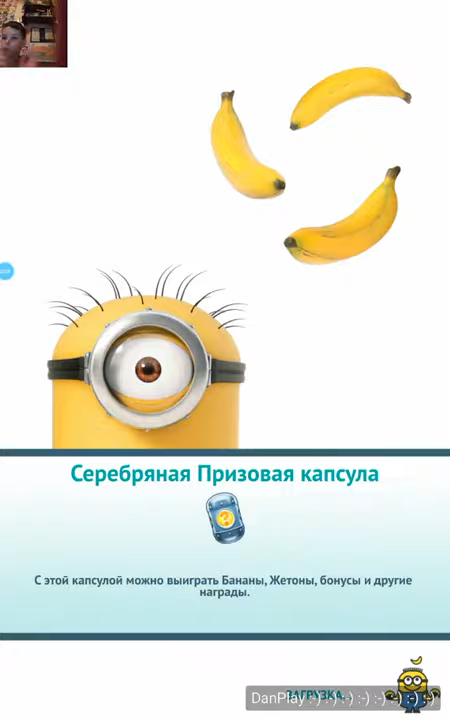 Серебряная Призовая капсула
?
С этой капсулой можно выиграть Бананы, Жетоны, бонусы и другие
награды.
ЗАГРУЗКА...
DanPlay :-) :-) :-) :-) :-) :-) :-)